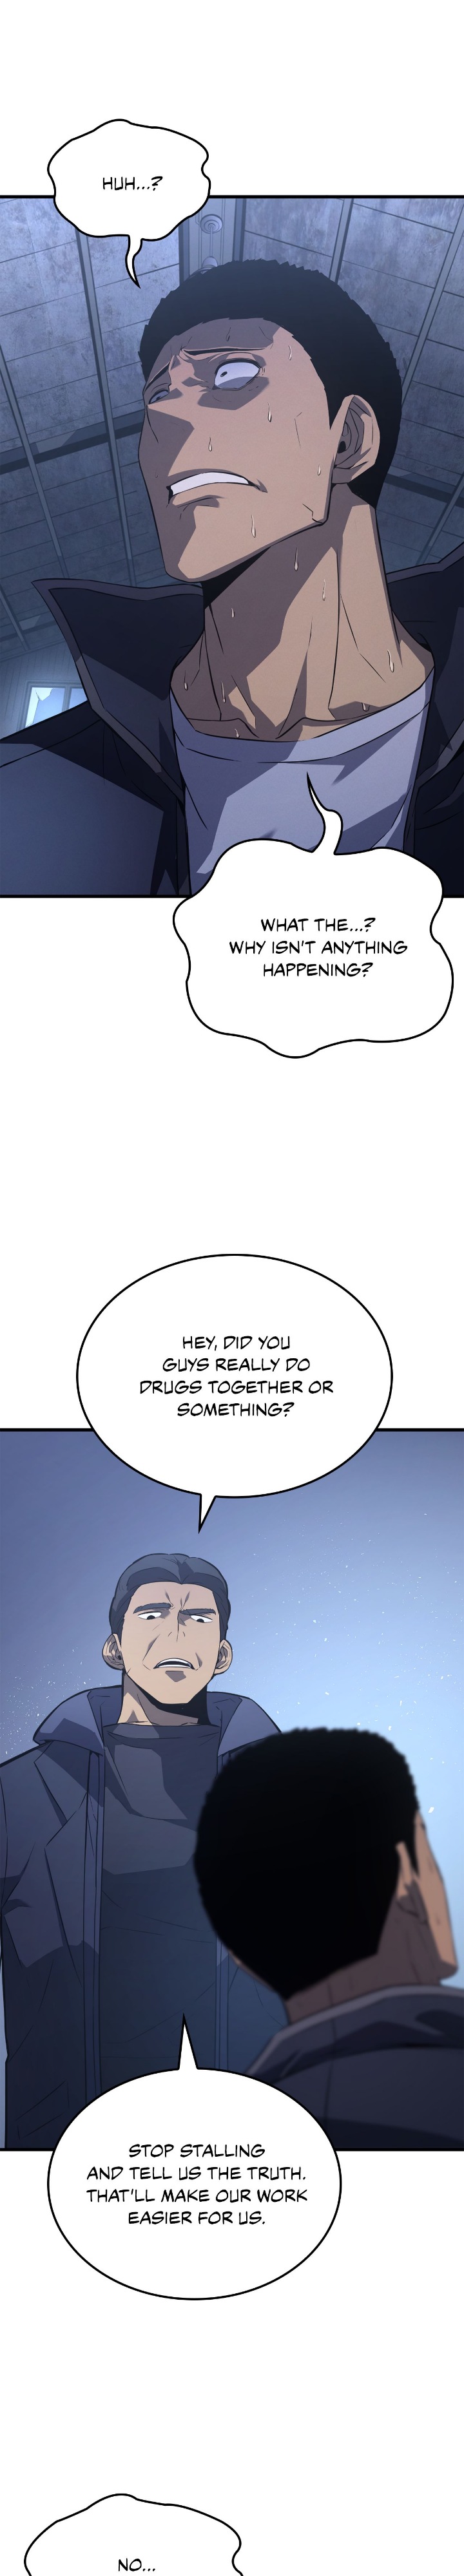 HUH...?
WHAT THE...?
WHY ISN'T ANYTHING
HAPPENING?
HEY, DID YOU
GUYS REALLY DO
DRUGS TOGETHER OR
SOMETHING?
STOP STALLING
AND TELL US THE TRUTH.
THAT'LL MAKE OUR WORK
EASIER FOR US.
NO...